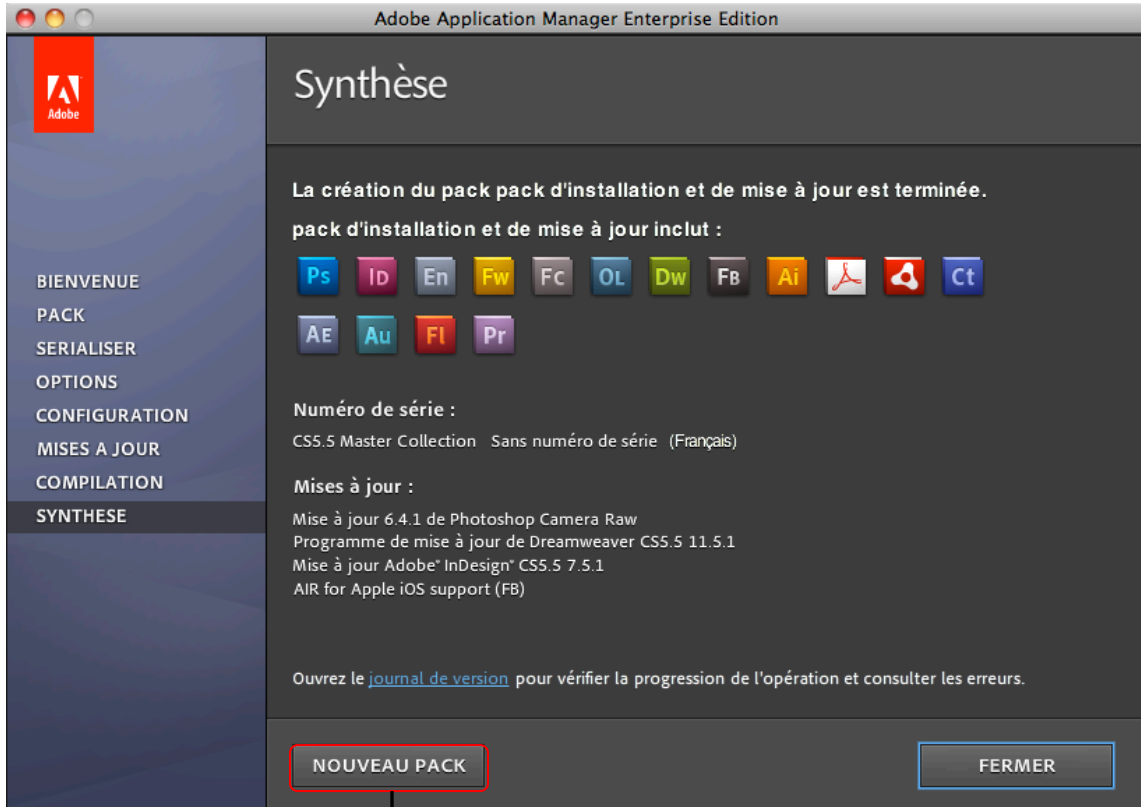 Adobe Application Manager Enterprise Edition
Adobe
Synthèse
La création du pack pack d'installation et de mise à jour est terminée.
pack d'installation et de mise à jour inclut :
Ps ID En Fw Fc OL Dw FB Ai Ct
AE Au Fl Pr
BIENVENUE
PACK
SERIALISER
OPTIONS
CONFIGURATION
MISES A JOUR
COMPILATION
SYNTHESE
Numéro de série :
CS5.5 Master Collection Sans numéro de série (Français)
Mises à jour :
Mise à jour 6.4.1 de Photoshop Camera Raw
Programme de mise à jour de Dreamweaver CS5.5 11.5.1
Mise à jour Adobe® InDesign® CS5.5 7.5.1
AIR for Apple iOS support (FB)
Ouvrez le journal de version pour vérifier la progression de l'opération et consulter les erreurs.
NOUVEAU PACK
FERMER